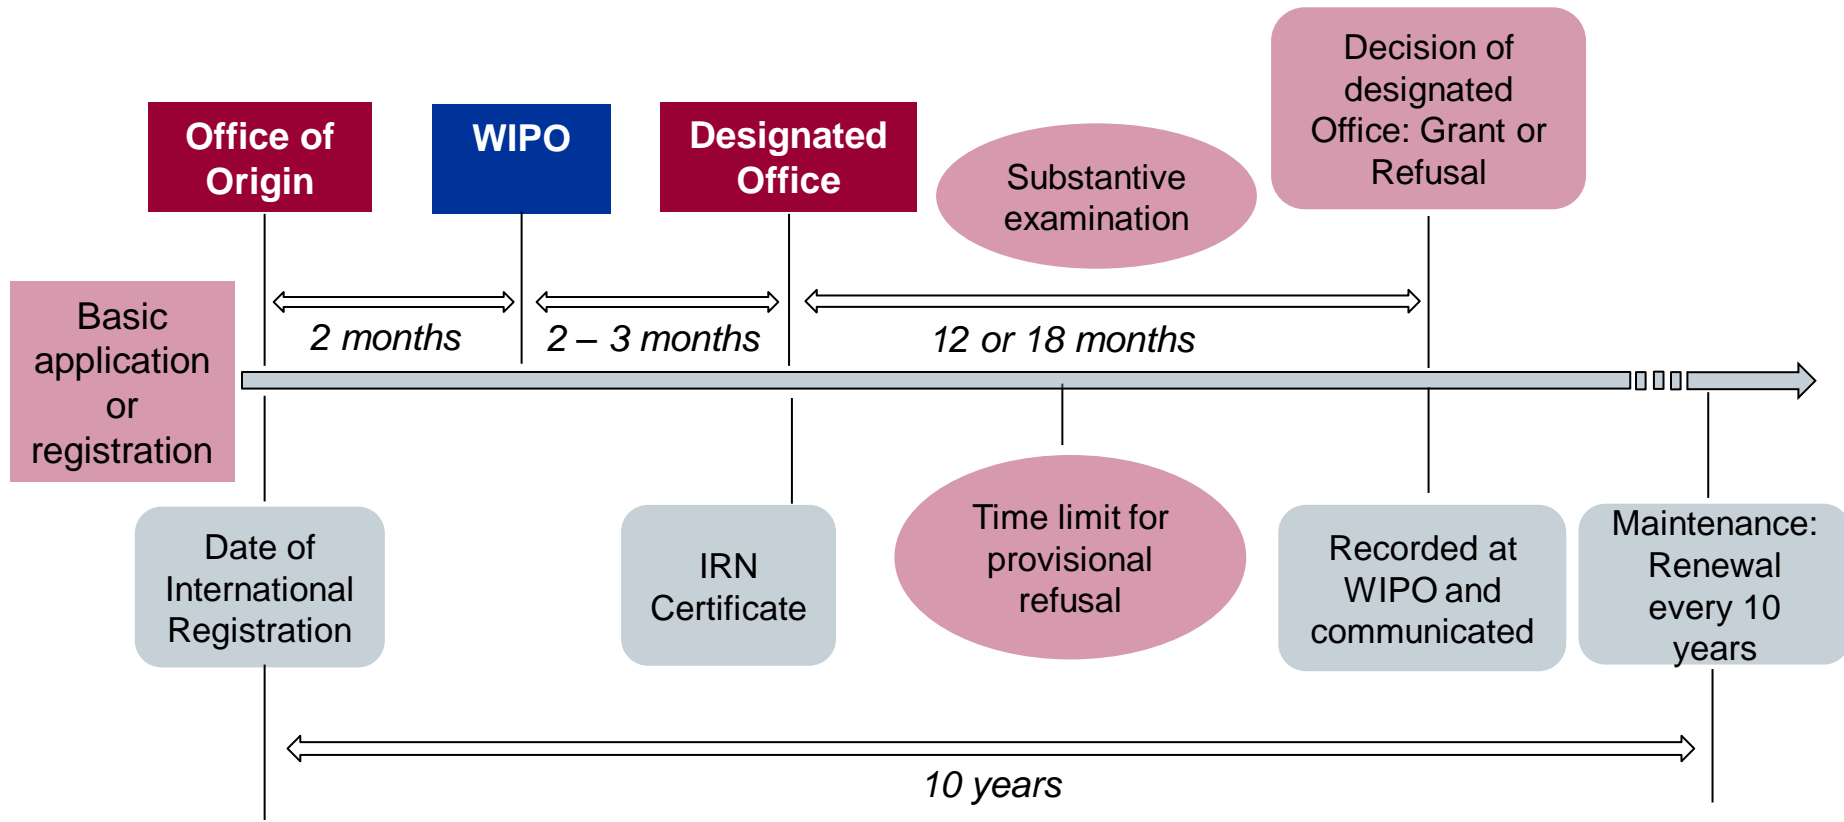 Office of
Origin
WIPO
Designated
Office
Substantive
examination
Decision of
designated
Office: Grant or
Refusal
Basic
application
or
registration
2 months
2 – 3 months
12 or 18 months
Date of
International
Registration
IRN
Certificate
Time limit for
provisional
refusal
Recorded at
WIPO and
communicated
Maintenance:
Renewal
every 10
years
10 years